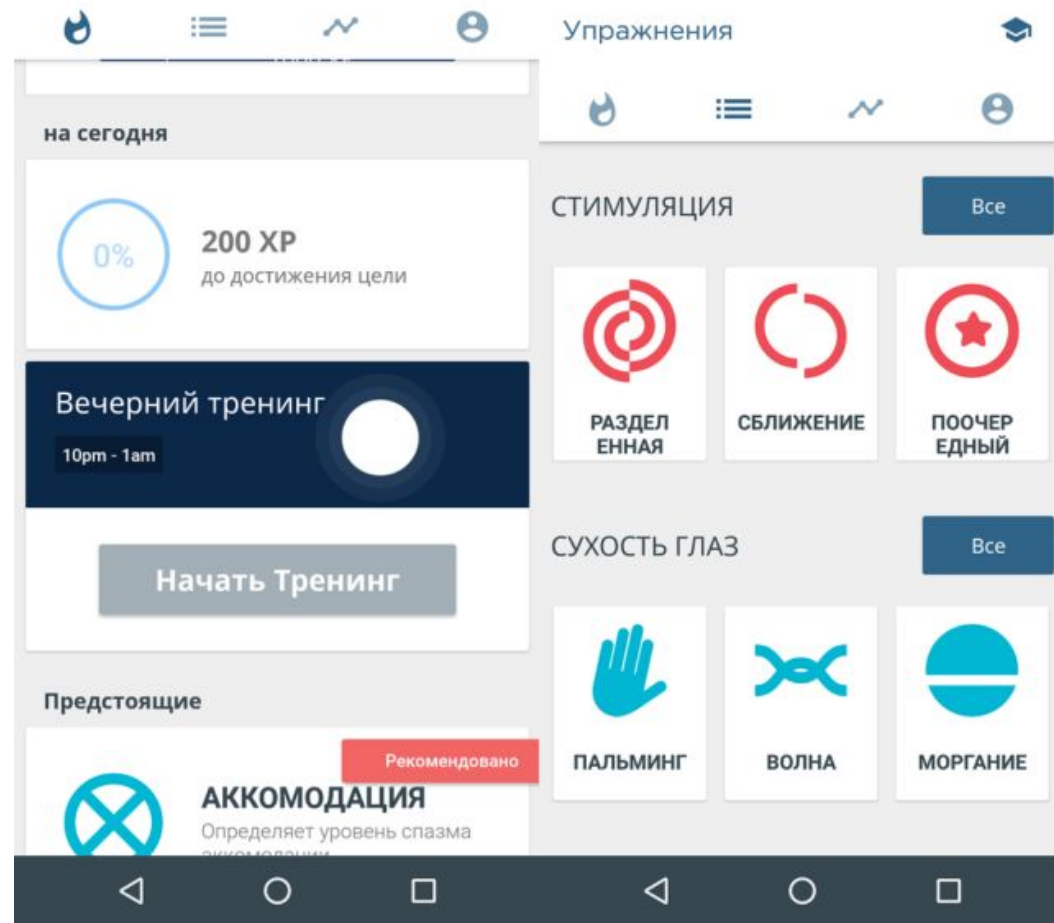 на сегодня
0%
200 XP
до достижения цели
Вечерний тренинг
10pm - 1am
Начать Тренинг
Предстоящие
Рекомендовано
АККОМОДАЦИЯ
Определяет уровень спазма
Упражнения
СТИМУЛЯЦИЯ
Все
РАЗДЕЛ
ЕННАЯ
СБЛИЖЕНИЕ
ПООЧЕР
ЕДНЫЙ
СУХОСТЬ ГЛАЗ
Все
ПАЛЬМИНГ
ВОЛНА
МОРГАНИЕ